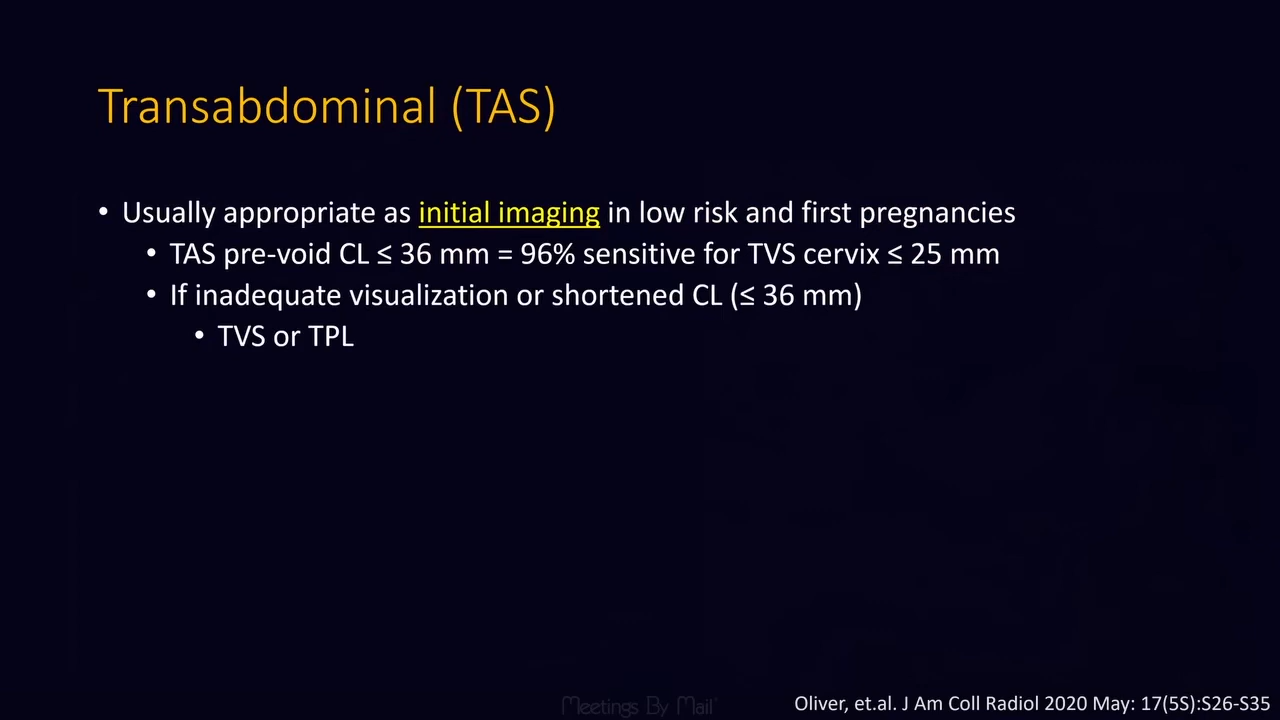 Transabdominal (TAS)
• Usually appropriate as initial imaging in low risk and first pregnancies
• TAS pre-void CL ≤ 36 mm = 96% sensitive for TVS cervix ≤ 25 mm
• If inadequate visualization or shortened CL (≤ 36 mm)
• TVS or TPL
Meetings By Mail
Oliver, et.al. J Am Coll Radiol 2020 May: 17(5S):S26-S35